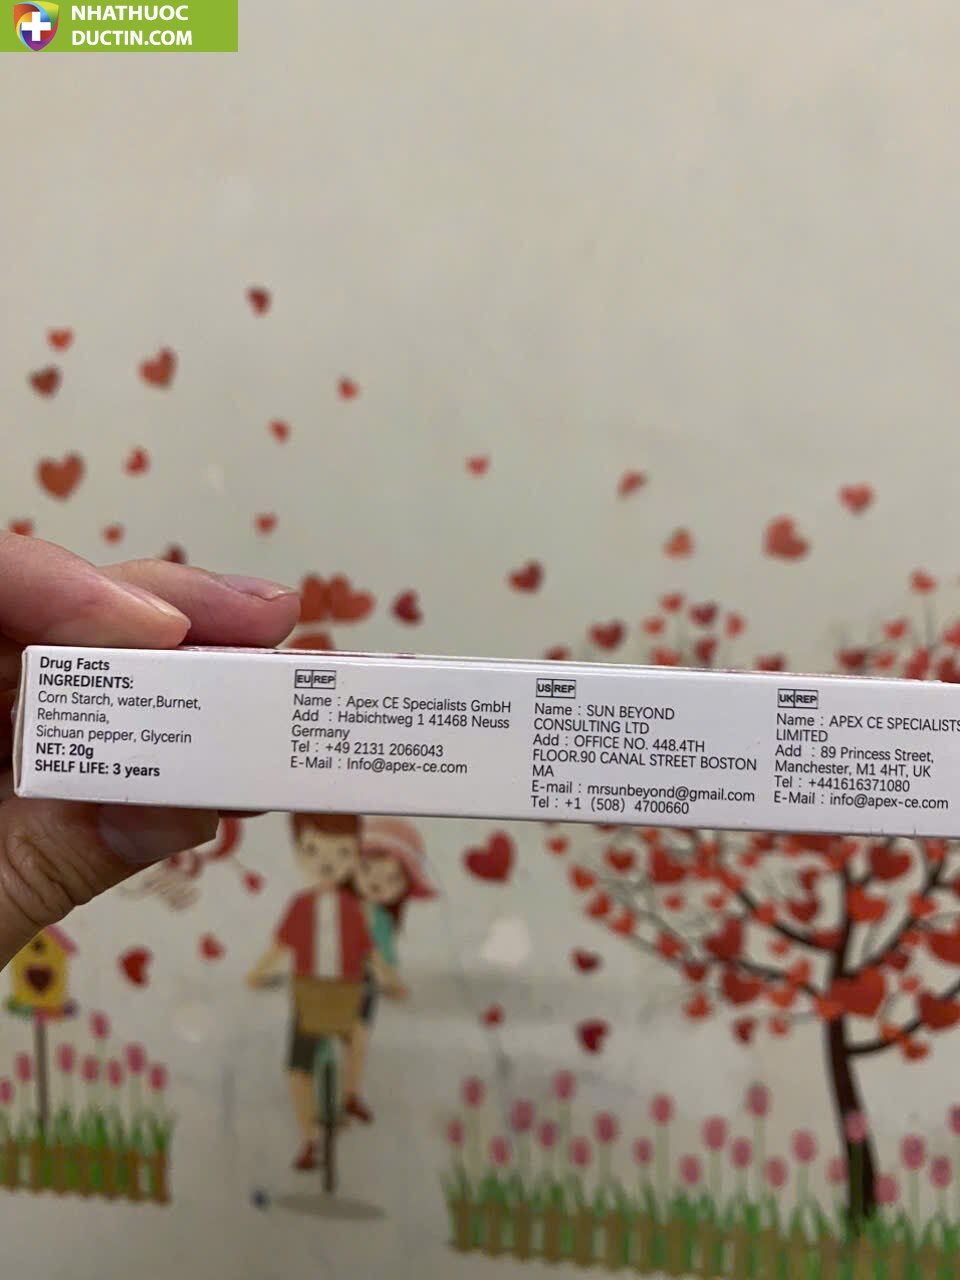 NHATHUOC
DUCTIN.COM
Drug Facts
INGREDIENTS:
Corn Starch, water,Burnet,
Rehmannia,
Sichuan pepper, Glycerin
NET: 20g
SHELF LIFE: 3 years
EU REP
Name : Apex CE Specialists GmbH
Add : Habichtweg 1 41468 Neuss
Germany
Tel : +49 2131 2066043
E-Mail : Info@apex-ce.com
US REP
Name : SUN BEYOND
CONSULTING LTD
Add : OFFICE NO. 448.4TH
FLOOR.90 CANAL STREET BOSTON
MA
E-mail : mrsunbeyond@gmail.com
Tel : +1 (508) 4700660
UK REP
Name : APEX CE SPECIALISTS
LIMITED
Add : 89 Princess Street,
Manchester, M1 4HT, UK
Tel : +441616371080
E-Mail : info@apex-ce.com